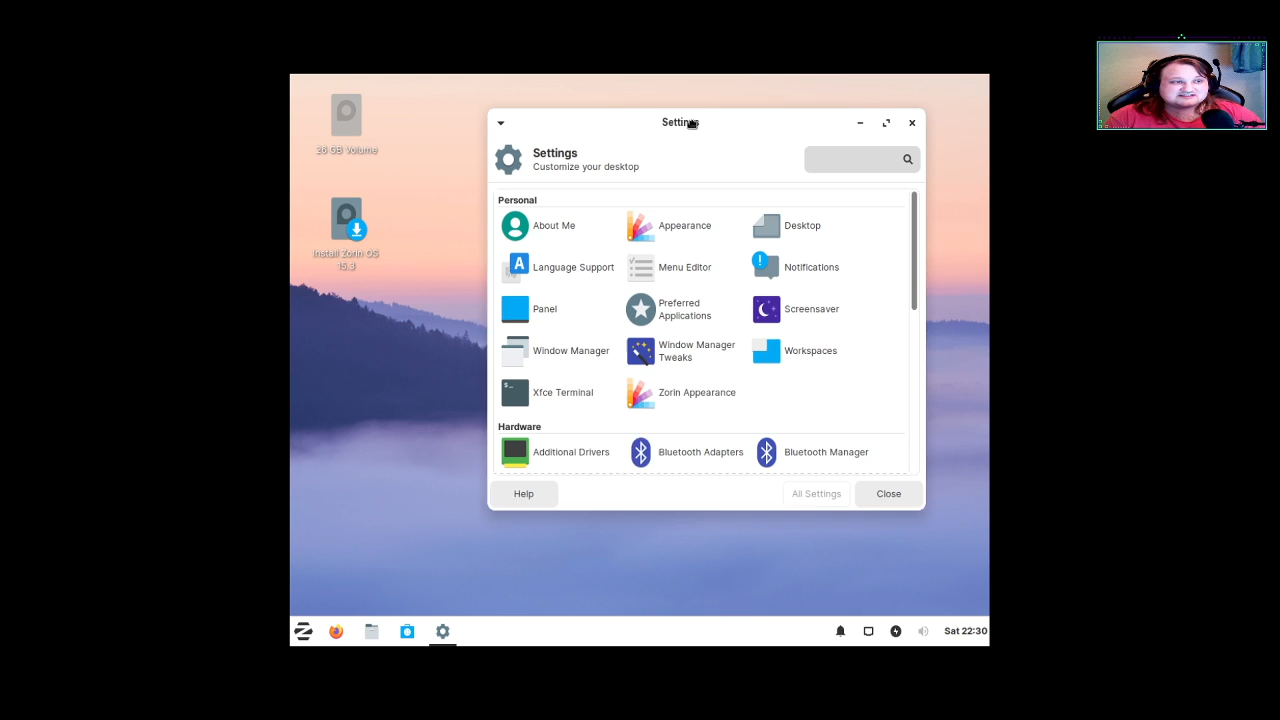 26 GB Volume
Install Zorin OS
15.3
Settings
Settings
Customize your desktop
Personal
About Me
Appearance
Desktop
Language Support
Menu Editor
Notifications
Panel
Preferred
Applications
Screensaver
Window Manager
Window Manager
Tweaks
Workspaces
Xfce Terminal
Zorin Appearance
Hardware
Additional Drivers
Bluetooth Adapters
Bluetooth Manager
Help
All Settings
Close
Sat 22:30